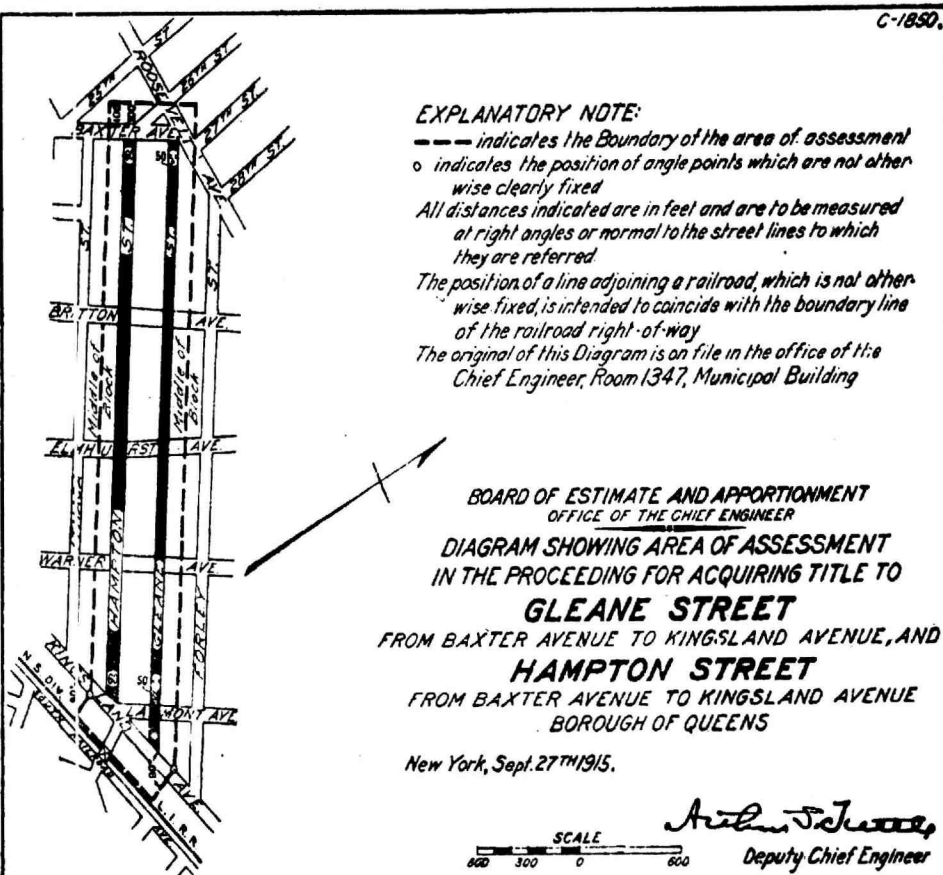 C-1850.
EXPLANATORY NOTE:
indicates the Boundary of the area of assessment
indicates the position of angle points which are not other-
wise clearly fixed
All distances indicated are in feet and are to be measured
at right angles or normal to the street lines to which
they are referred
The position of a line adjoining a railroad, which is not other-
wise fixed, is intended to coincide with the boundary line
of the railroad right-of-way
The original of this Diagram is on file in the office of the
Chief Engineer, Room 1347, Municipal Building
BOARD OF ESTIMATE AND APPORTIONMENT
OFFICE OF THE CHIEF ENGINEER
DIAGRAM SHOWING AREA OF ASSESSMENT
IN THE PROCEEDING FOR ACQUIRING TITLE TO
GLEANE STREET
FROM BAXTER AVENUE TO KINGSLAND AVENUE, AND
HAMPTON STREET
FROM BAXTER AVENUE TO KINGSLAND AVENUE
BOROUGH OF QUEENS
New York, Sept. 27TH 1915.
Deputy Chief Engineer
SCALE
600 300 0 600
25TH ST
26TH ST.
27TH ST.
28TH ST.
ROOSEVELT AVE
BAXTER AVE
100
50
ST.
ST.
ST.
ST.
BRITTON AVE.
Middle of
Block
Middle of
Block
ELMHURST AVE.
WARNER AVE.
HAMPTON
GLEANE
FORLEY
50
KINGSLAND AVE.
LAMONT AVE
N. S. DIV.
L. I. R. R.
AVE